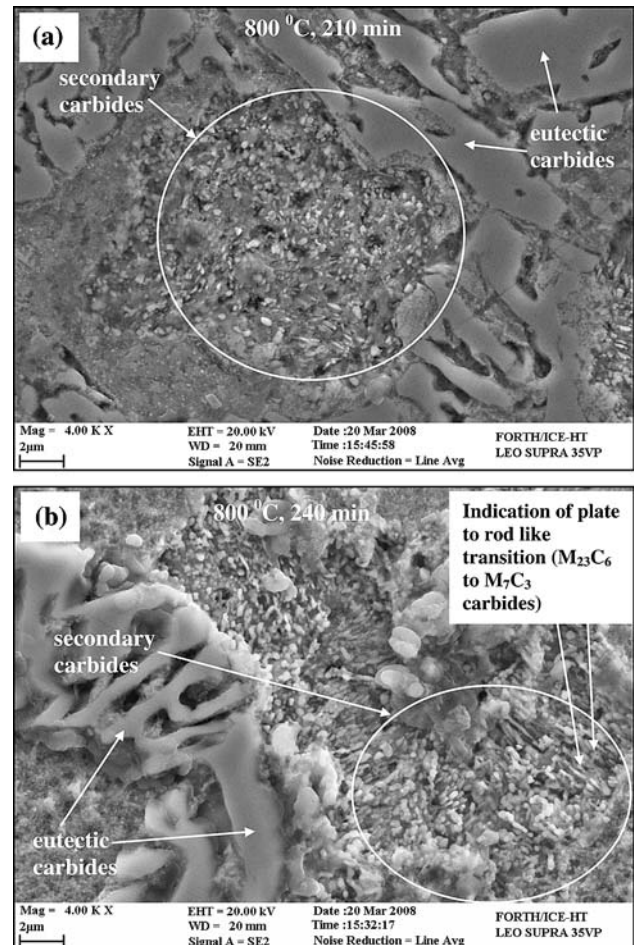 (a)
800 ⁰C, 210 min
secondary
carbides
eutectic
carbides
Mag = 4.00 K X
2µm
EHT = 20.00 kV
WD = 20 mm
Signal A = SE2
Date :20 Mar 2008
Time :15:45:58
Noise Reduction = Line Avg
FORTH/ICE-HT
LEO SUPRA 35VP
(b)
800 ⁰C, 240 min
Indication of plate
to rod like
transition (M₂₃C₆
to M₇C₃
carbides)
secondary
carbides
eutectic
carbides
Mag = 4.00 K X
2µm
EHT = 20.00 kV
WD = 20 mm
Signal A = SE2
Date :20 Mar 2008
Time :15:32:17
Noise Reduction = Line Avg
FORTH/ICE-HT
LEO SUPRA 35VP